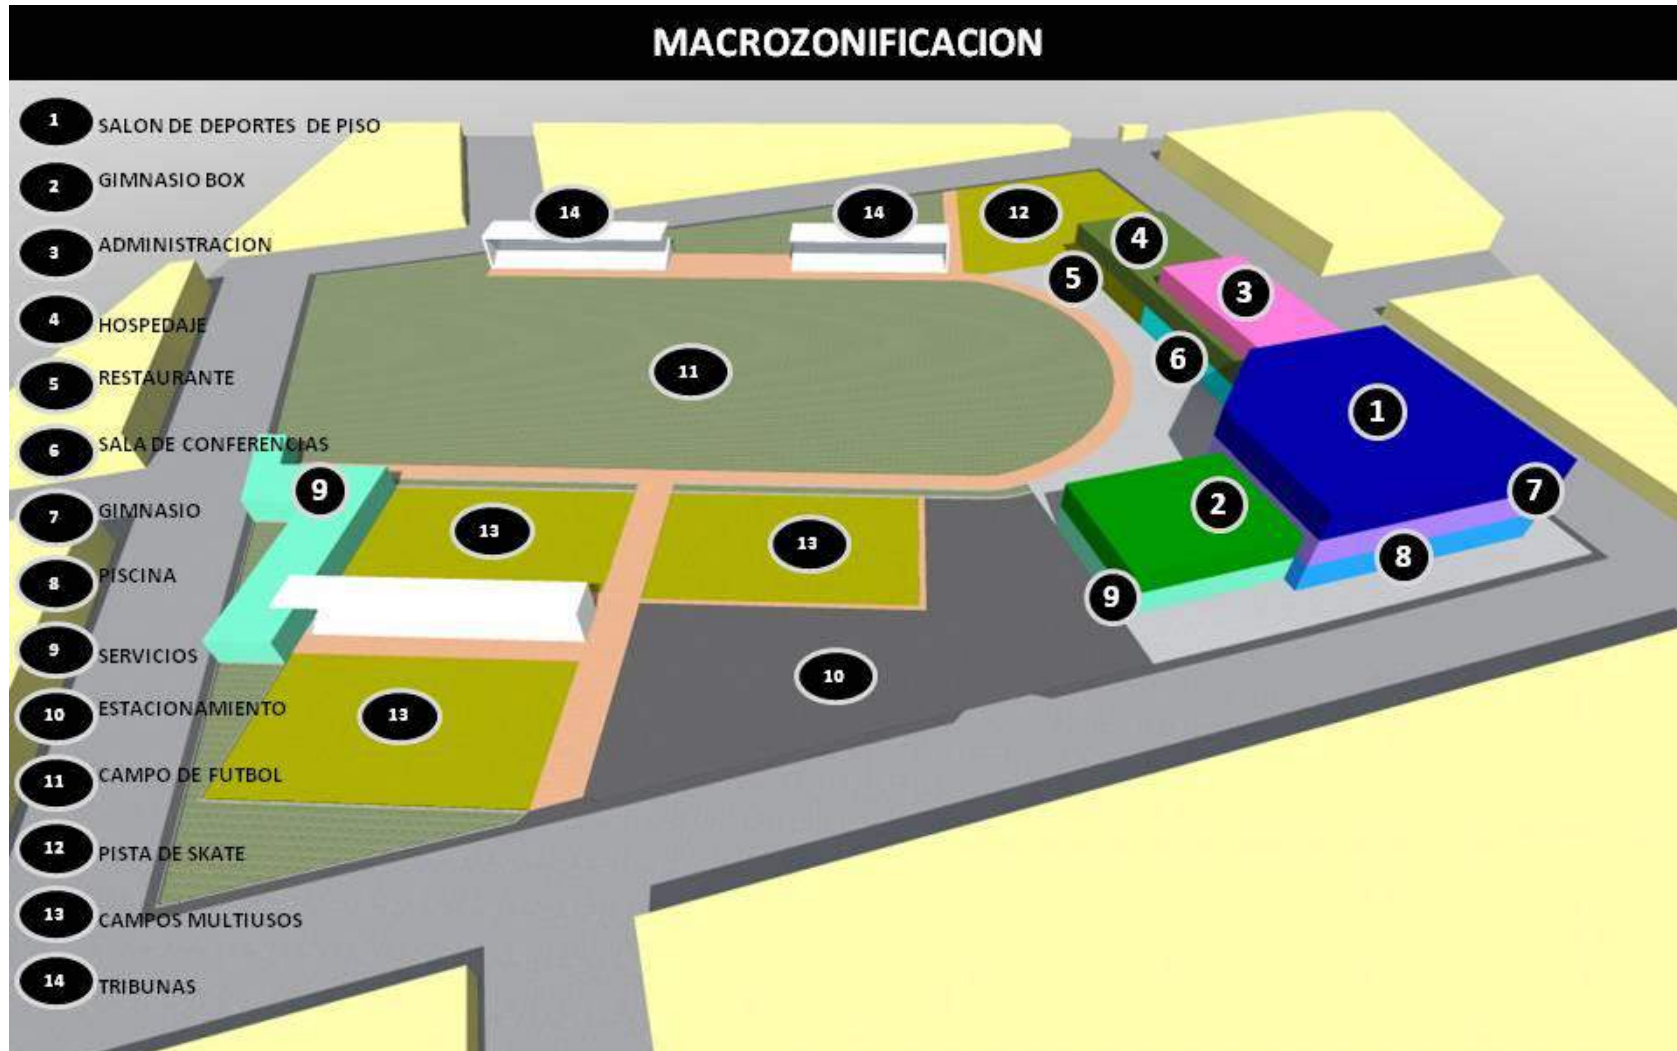 MACROZONIFICACION
1 SALON DE DEPORTES DE PISO
2 GIMNASIO BOX
3 ADMINISTRACION
4 HOSPEDAJE
5 RESTAURANTE
6 SALA DE CONFERENCIAS
7 GIMNASIO
8 PISCINA
9 SERVICIOS
10 ESTACIONAMIENTO
11 CAMPO DE FUTBOL
12 PISTA DE SKATE
13 CAMPOS MULTIUSOS
14 TRIBUNAS
14
14
12
4
5
3
6
11
1
9
7
2
13
13
8
9
10
13